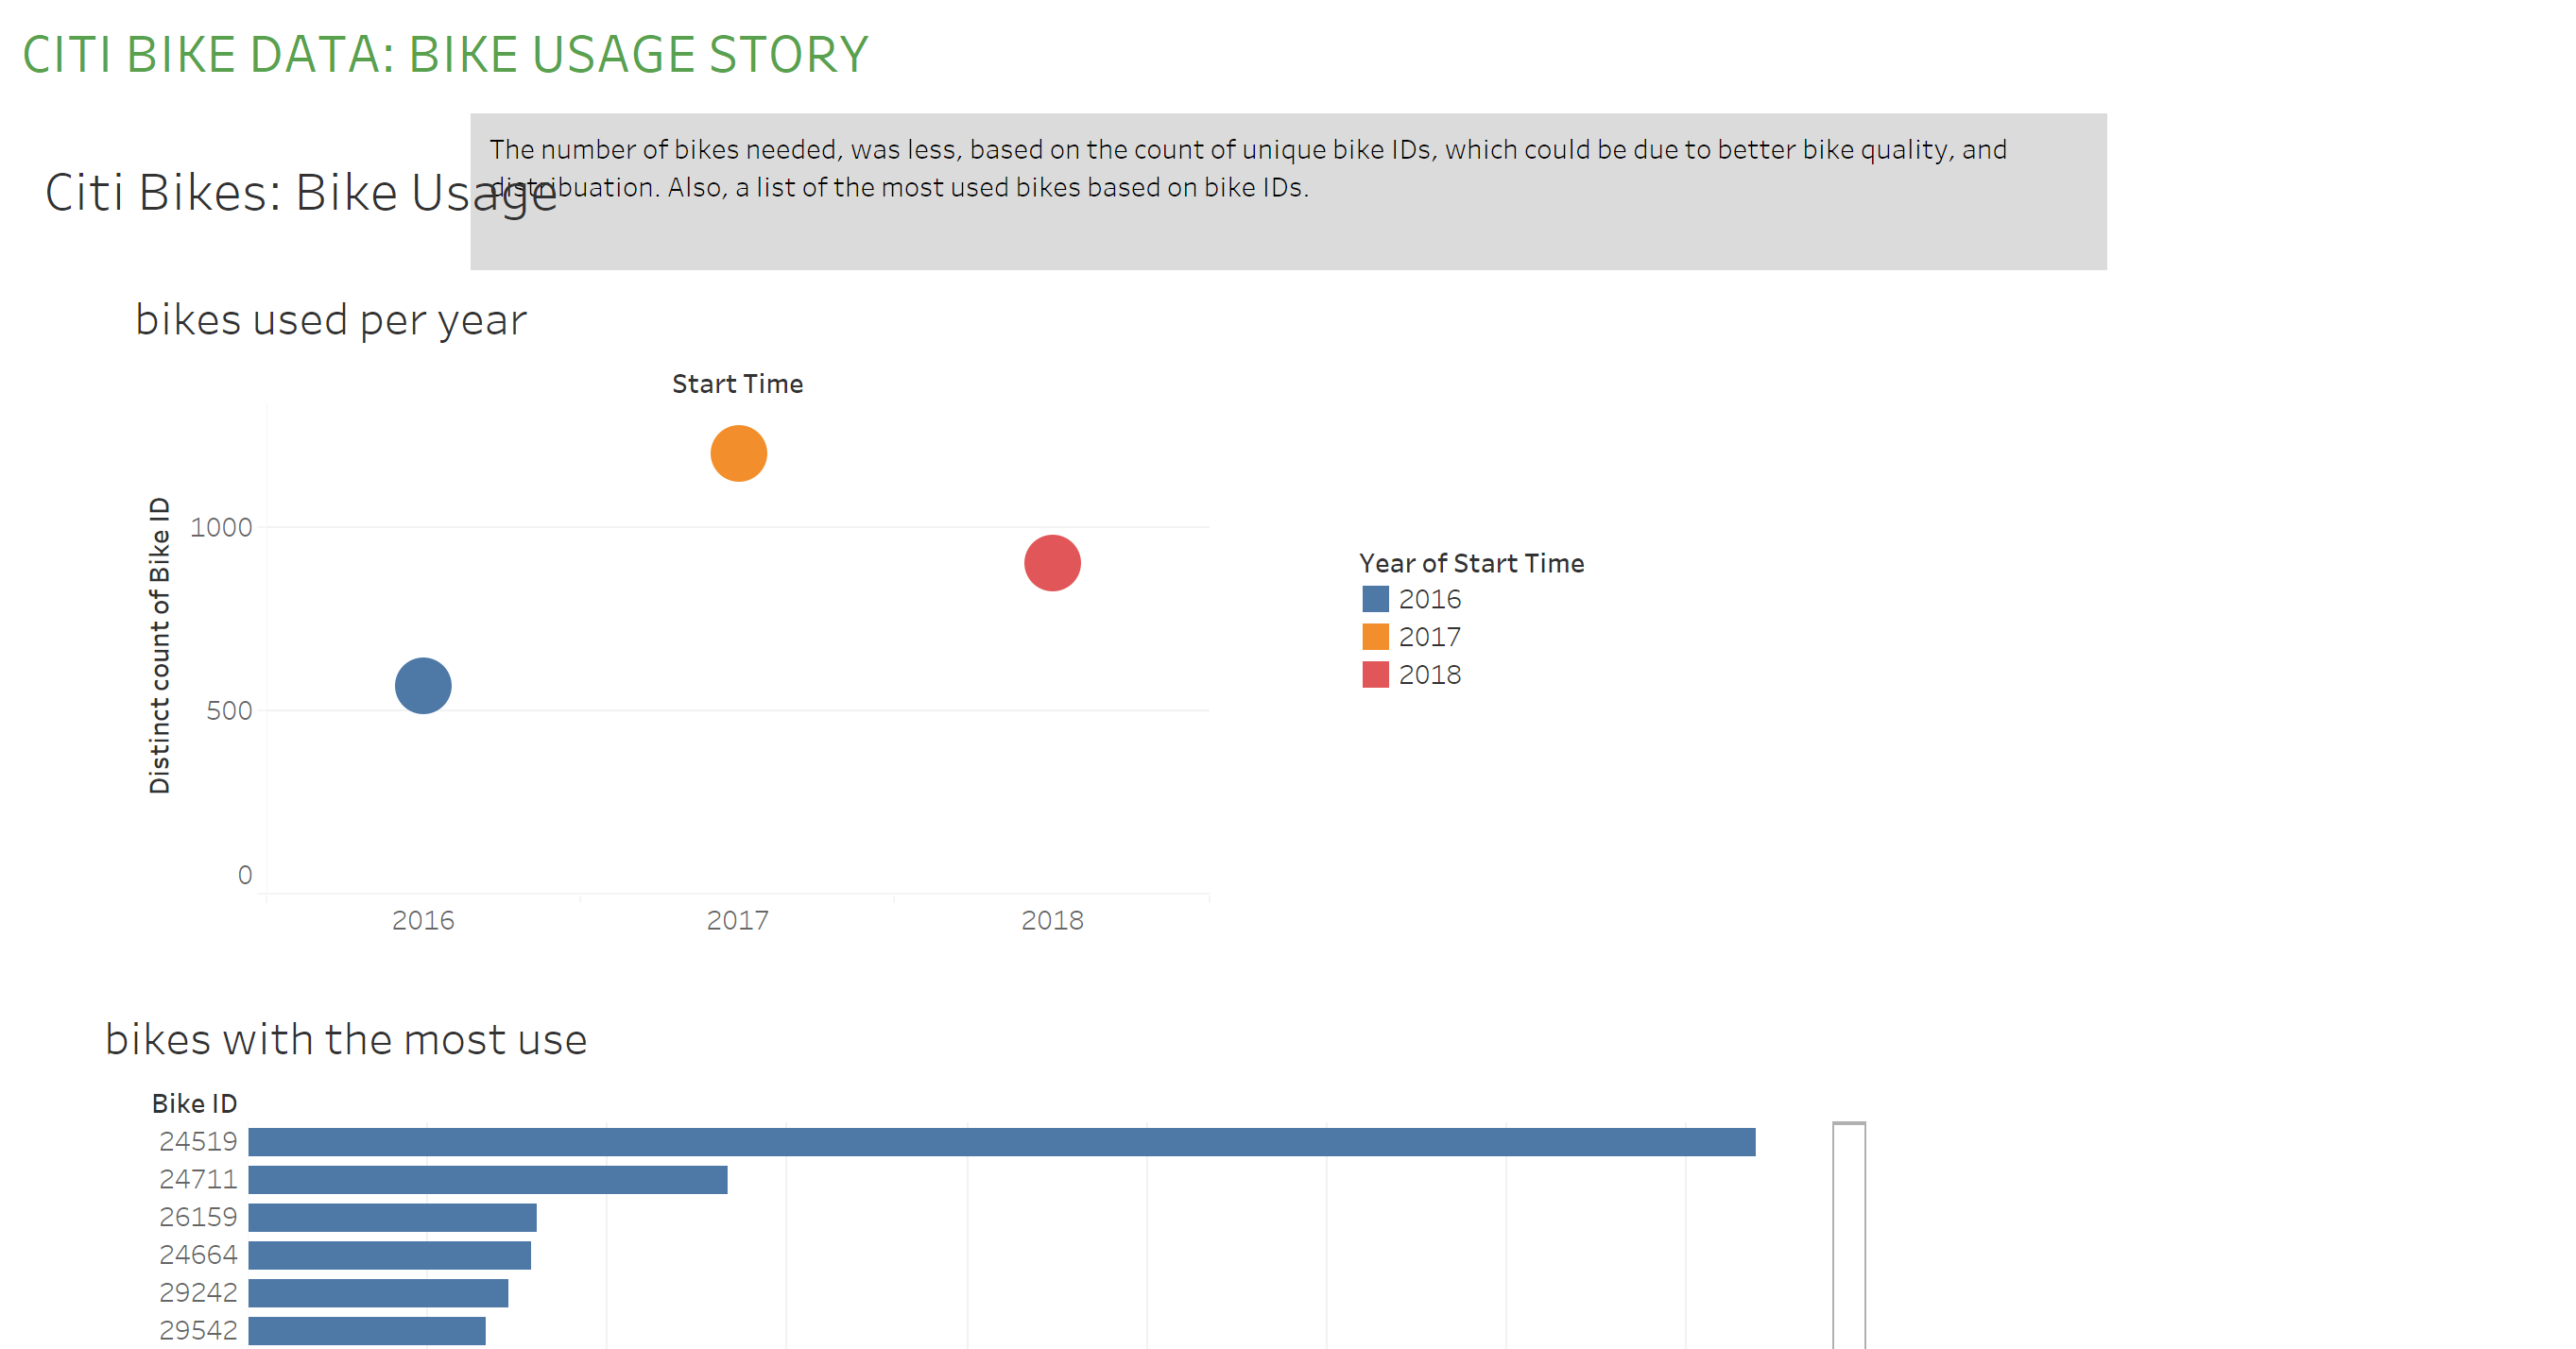 CITI BIKE DATA: BIKE USAGE STORY
The number of bikes needed, was less, based on the count of unique bike IDs, which could be due to better bike quality, and
distribuation. Also, a list of the most used bikes based on bike IDs.
Citi Bikes: Bike Usage
bikes used per year
Start Time
Distinct count of Bike ID
1000
500
0
2016
2017
2018
Year of Start Time
2016
2017
2018
bikes with the most use
Bike ID
24519
24711
26159
24664
29242
29542